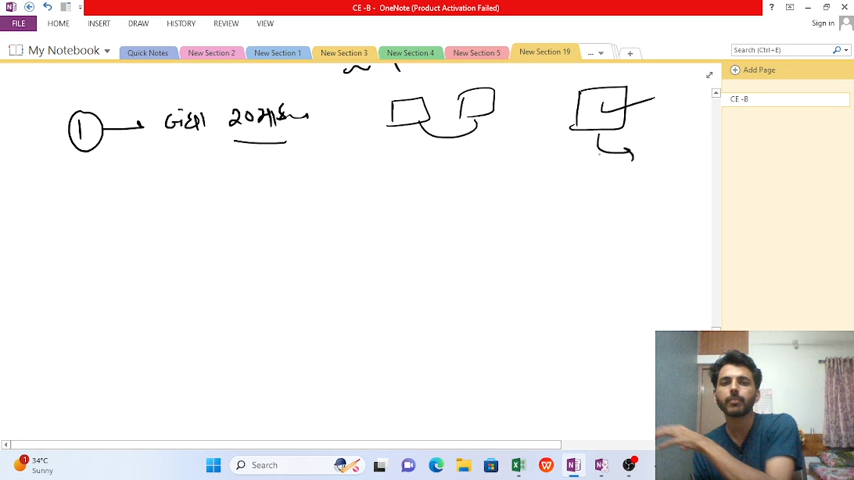 CE -B - OneNote (Product Activation Failed)
FILE HOME INSERT DRAW HISTORY REVIEW VIEW Sign in
My Notebook Quick Notes New Section 2 New Section 1 New Section 3 New Section 4 New Section 5 New Section 19 ... Search (Ctrl+E)
Add Page
CE -B
1
34°C
Sunny
Search